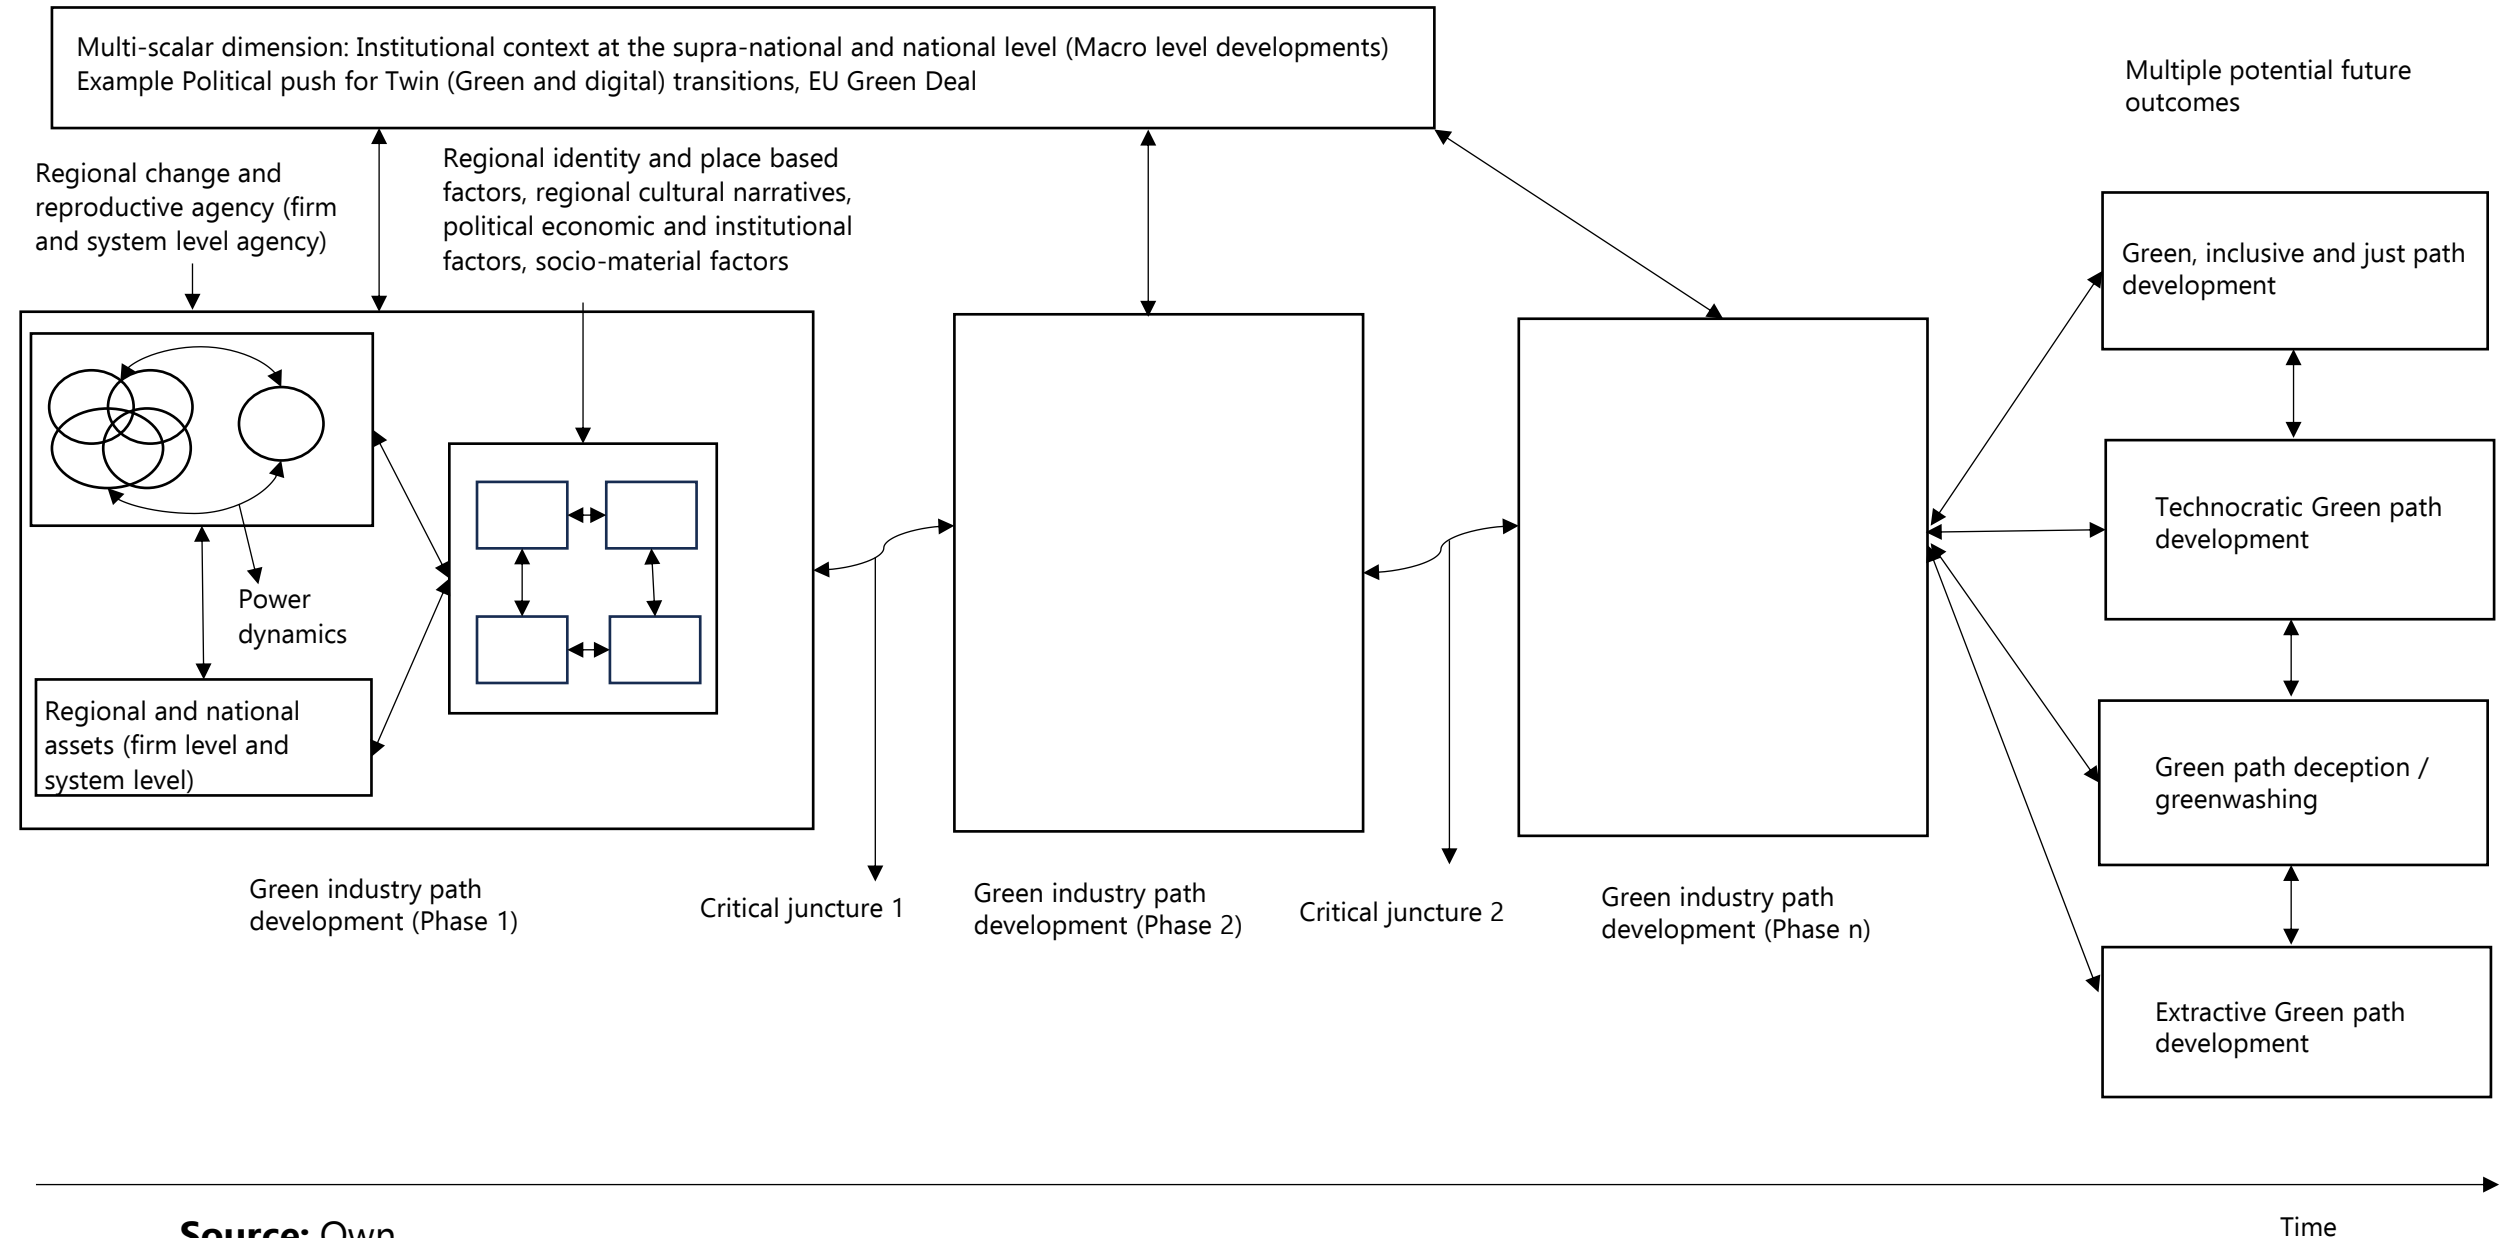 Multi-scalar dimension: Institutional context at the supra-national and national level (Macro level developments)
Example Political push for Twin (Green and digital) transitions, EU Green Deal
Multiple potential future
outcomes
Regional change and
reproductive agency (firm
and system level agency)
Regional identity and place based
factors, regional cultural narratives,
political economic and institutional
factors, socio-material factors
Green, inclusive and just path
development
Technocratic Green path
development
Power
dynamics
Regional and national
assets (firm level and
system level)
Green path deception /
greenwashing
Green industry path
development (Phase 1)
Critical juncture 1
Green industry path
development (Phase 2)
Critical juncture 2
Green industry path
development (Phase n)
Extractive Green path
development
Time
Source: Own